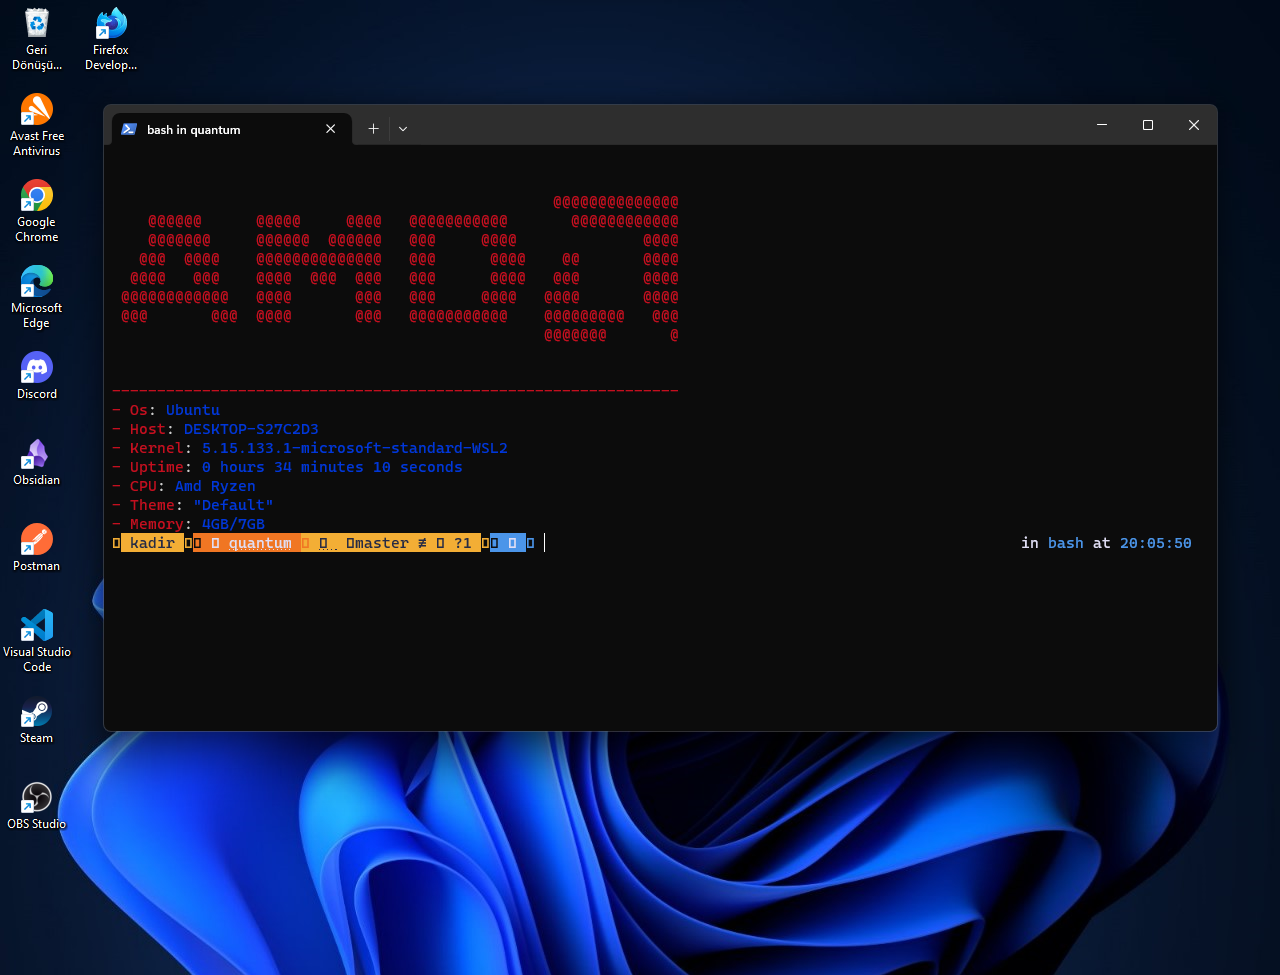 Geri
Dönüşü...
Firefox
Develop...
Avast Free
Antivirus
Google
Chrome
Microsoft
Edge
Discord
Obsidian
Postman
Visual Studio
Code
Steam
OBS Studio
bash in quantum
@@@@@@@@@@@@@@
@@@@@@ @@@@@ @@@@ @@@@@@@@@@@ @@@@@@@@@@@@
@@@@@@@ @@@@@@ @@@@@@ @@@ @@@@ @@@@
@@@ @@@@ @@@@@@@@@@@@@@ @@@ @@@@ @@ @@@@
@@@@ @@@ @@@@ @@@ @@@ @@@ @@@@ @@@ @@@@
@@@@@@@@@@@@ @@@@ @@@ @@@ @@@@ @@@@ @@@@
@@@ @@@ @@@@ @@@ @@@@@@@@@@@ @@@@@@@@@ @@@
@@@@@@@ @
---------------------------------------------------------------
- Os: Ubuntu
- Host: DESKTOP-S27C2D3
- Kernel: 5.15.133.1-microsoft-standard-WSL2
- Uptime: 0 hours 34 minutes 10 seconds
- CPU: Amd Ryzen
- Theme: "Default"
- Memory: 4GB/7GB
kadir quantum master ≢ ?1 in bash at 20:05:50